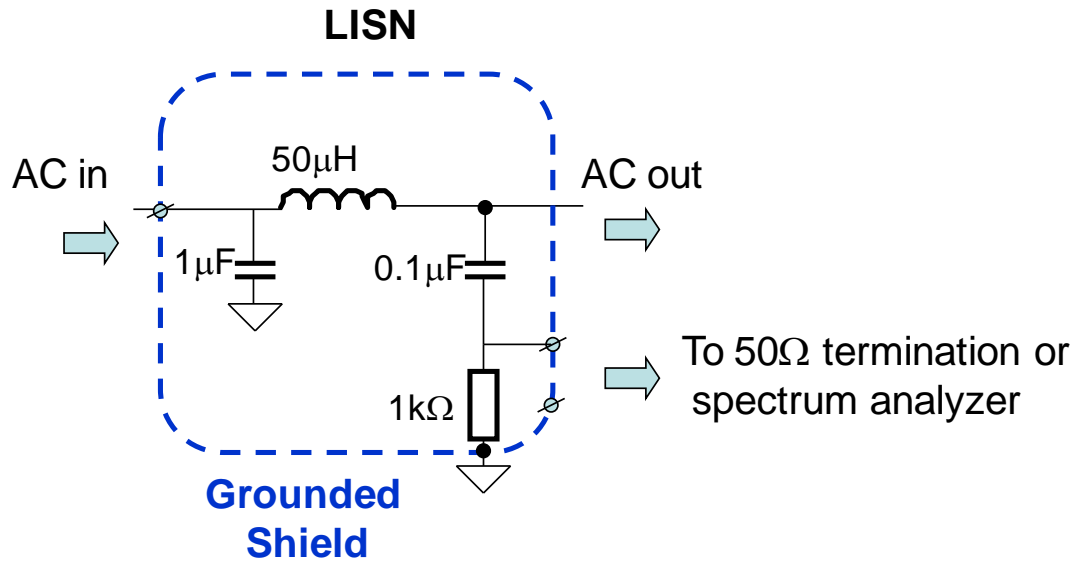 LISN
50μH
AC in
AC out
1μF
0.1μF
To 50Ω termination or
spectrum analyzer
1kΩ
Grounded
Shield